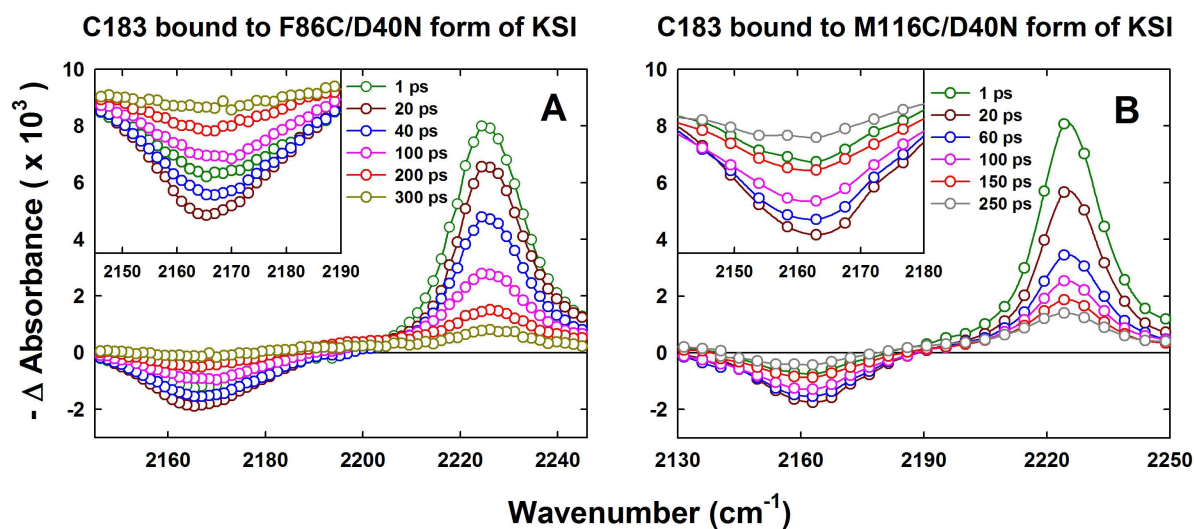 C183 bound to F86C/D40N form of KSI
C183 bound to M116C/D40N form of KSI
- Δ Absorbance ( x 10³)
10
8
6
4
2
0
-2
2150 2160 2170 2180 2190
1 ps
20 ps
40 ps
100 ps
200 ps
300 ps
A
2160 2180 2200 2220 2240
10
8
6
4
2
0
-2
2150 2160 2170 2180
1 ps
20 ps
60 ps
100 ps
150 ps
250 ps
B
2130 2160 2190 2220 2250
Wavenumber (cm⁻¹)